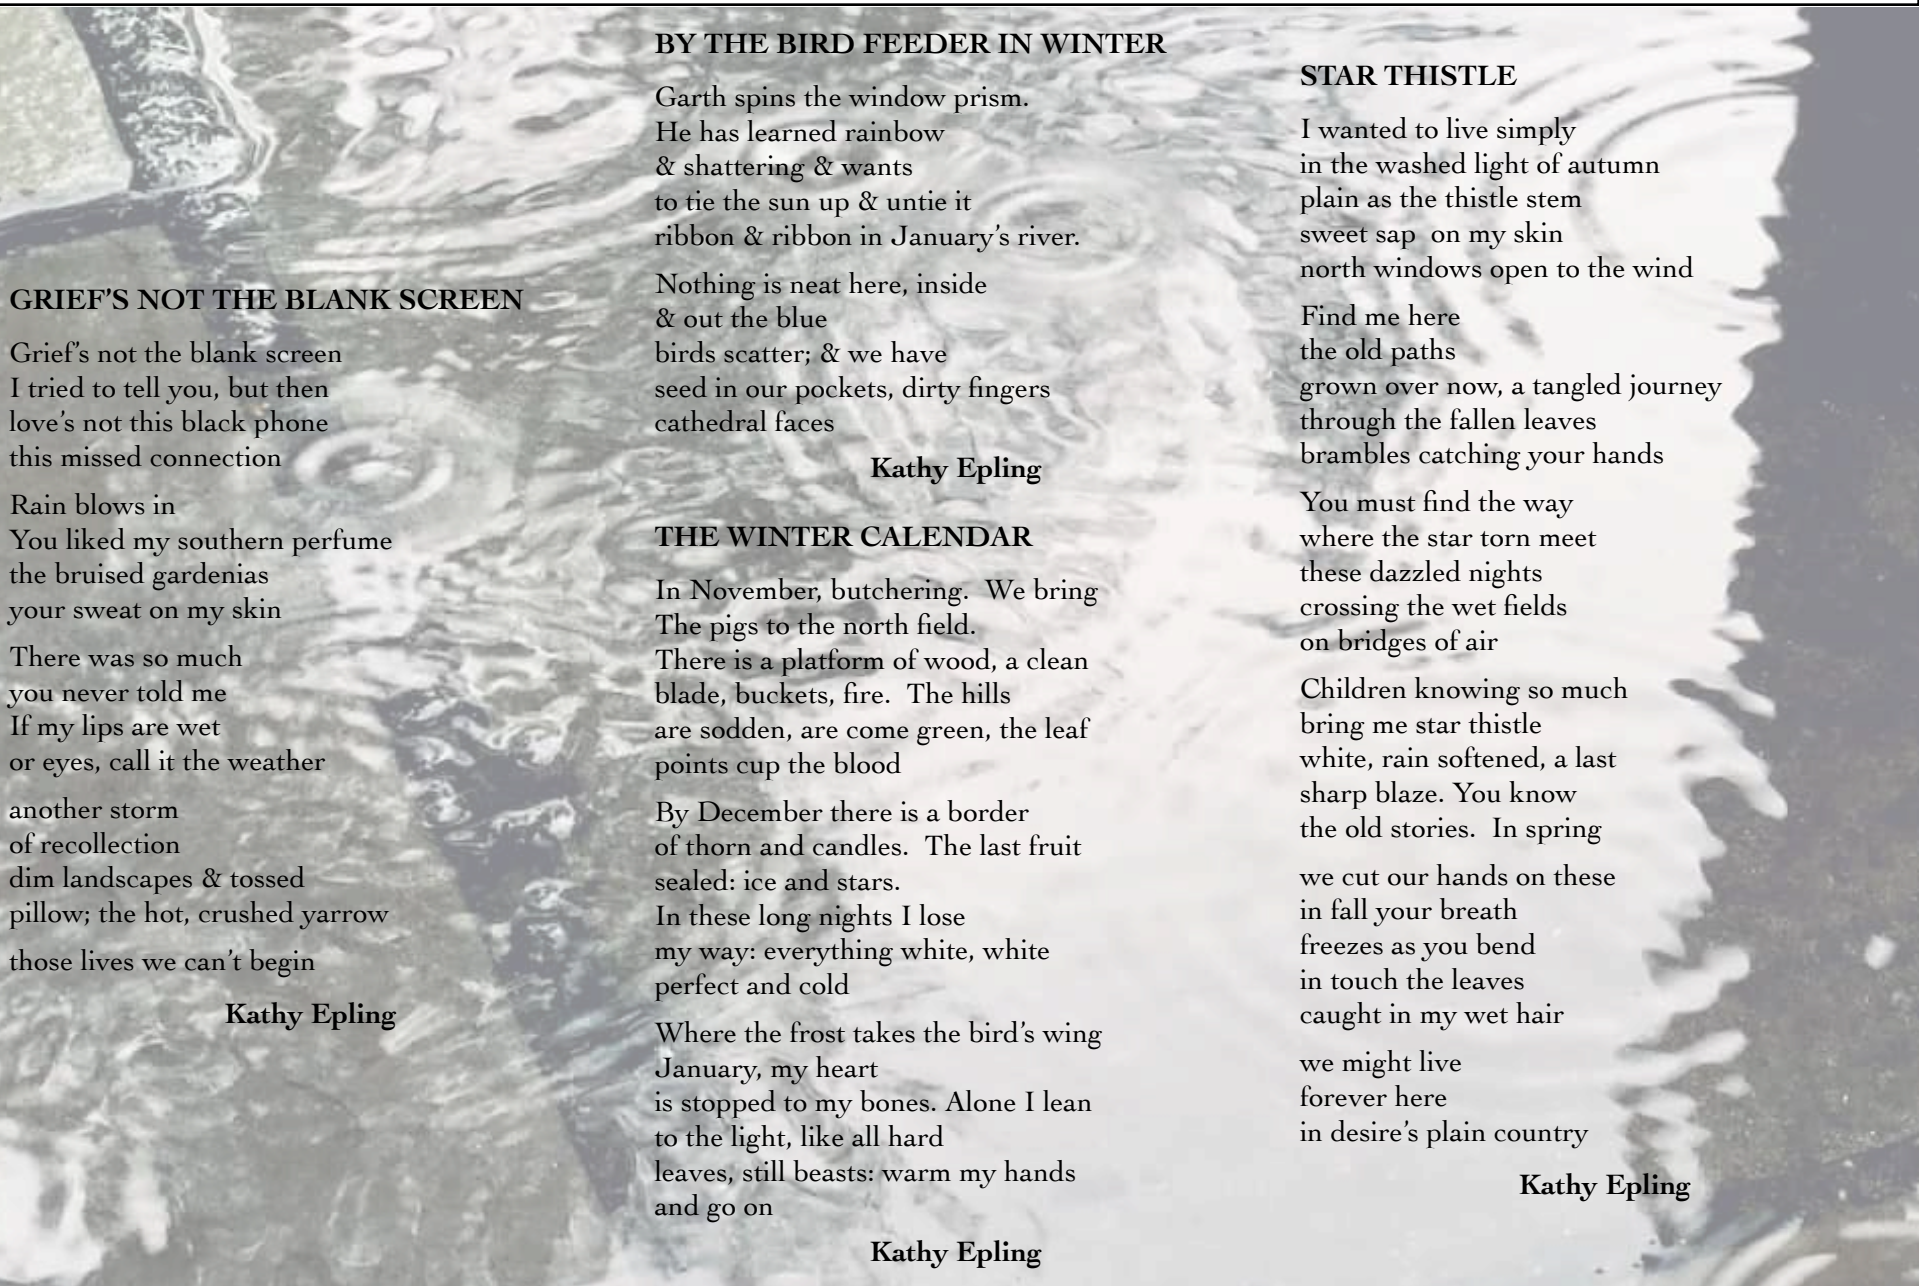 GRIEF'S NOT THE BLANK SCREEN
Grief's not the blank screen
I tried to tell you, but then
love's not this black phone
this missed connection
Rain blows in
You liked my southern perfume
the bruised gardenias
your sweat on my skin
There was so much
you never told me
If my lips are wet
or eyes, call it the weather
another storm
of recollection
dim landscapes & tossed
pillow; the hot, crushed yarrow
those lives we can't begin
Kathy Epling
BY THE BIRD FEEDER IN WINTER
Garth spins the window prism.
He has learned rainbow
& shattering & wants
to tie the sun up & untie it
ribbon & ribbon in January's river.
Nothing is neat here, inside
& out the blue
birds scatter; & we have
seed in our pockets, dirty fingers
cathedral faces
Kathy Epling
THE WINTER CALENDAR
In November, butchering.  We bring
The pigs to the north field.
There is a platform of wood, a clean
blade, buckets, fire.  The hills
are sodden, are come green, the leaf
points cup the blood
By December there is a border
of thorn and candles.  The last fruit
sealed: ice and stars.
In these long nights I lose
my way: everything white, white
perfect and cold
Where the frost takes the bird's wing
January, my heart
is stopped to my bones. Alone I lean
to the light, like all hard
leaves, still beasts: warm my hands
and go on
Kathy Epling
STAR THISTLE
I wanted to live simply
in the washed light of autumn
plain as the thistle stem
sweet sap  on my skin
north windows open to the wind
Find me here
the old paths
grown over now, a tangled journey
through the fallen leaves
brambles catching your hands
You must find the way
where the star torn meet
these dazzled nights
crossing the wet fields
on bridges of air
Children knowing so much
bring me star thistle
white, rain softened, a last
sharp blaze. You know
the old stories.  In spring
we cut our hands on these
in fall your breath
freezes as you bend
in touch the leaves
caught in my wet hair
we might live
forever here
in desire's plain country
Kathy Epling